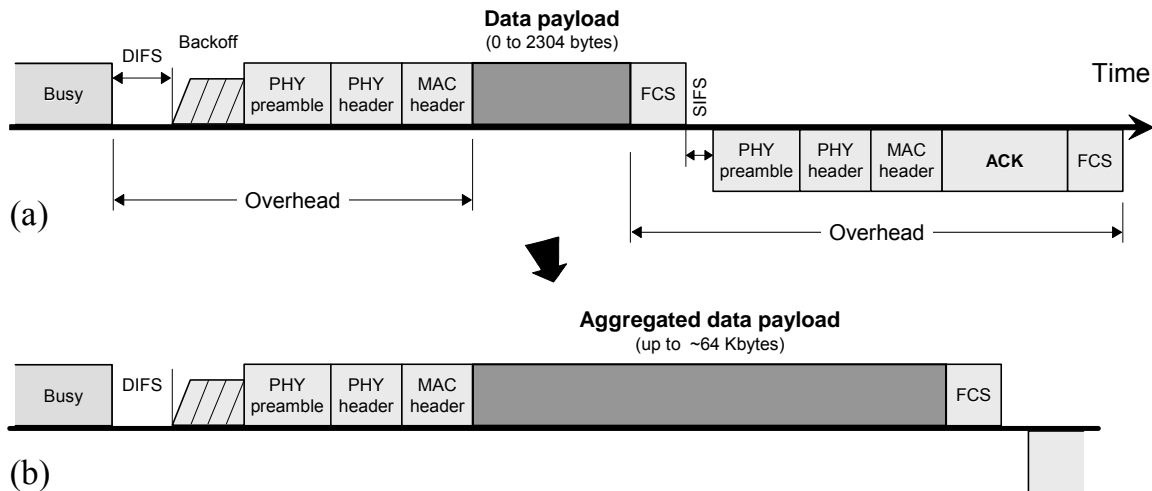 Data payload
(0 to 2304 bytes)
DIFS
Backoff
Busy
PHY
preamble
PHY
header
MAC
header
FCS
SIFS
Time
PHY
preamble
PHY
header
MAC
header
ACK
FCS
Overhead
Overhead
(a)
Aggregated data payload
(up to ~64 Kbytes)
Busy
DIFS
PHY
preamble
PHY
header
MAC
header
FCS
(b)